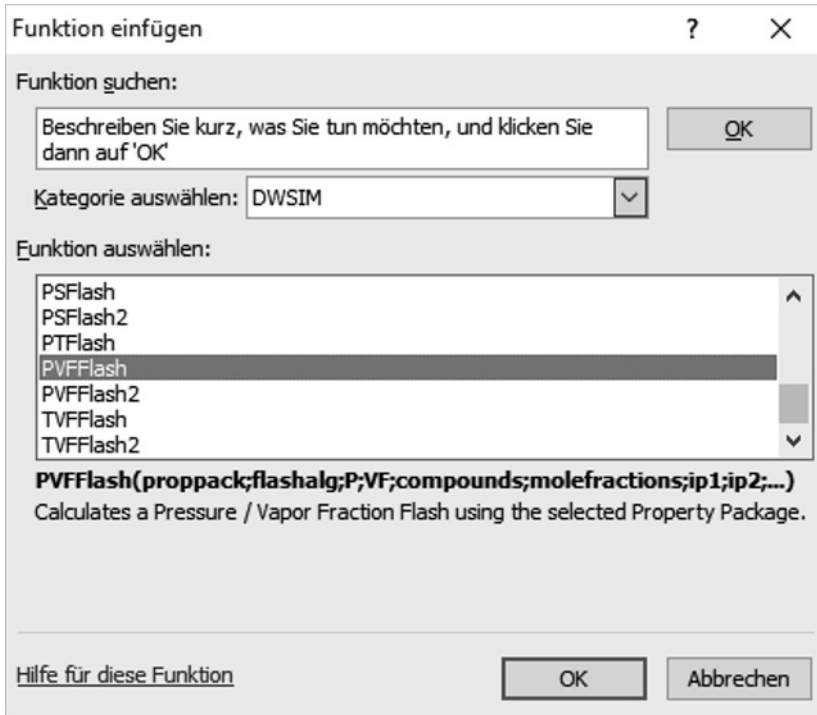 Funktion einfügen ?
Funktion suchen:
Beschreiben Sie kurz, was Sie tun möchten, und klicken Sie
dann auf 'OK'
OK
Kategorie auswählen: DWSIM
Funktion auswählen:
PSFlash
PSFlash2
PTFlash
PVFFlash
PVFFlash2
TVFFlash
TVFFlash2
PVFFlash(proppack;flashalg;P;VF;compounds;molefractions;ip1;ip2;...)
Calculates a Pressure / Vapor Fraction Flash using the selected Property Package.
Hilfe für diese Funktion
OK
Abbrechen